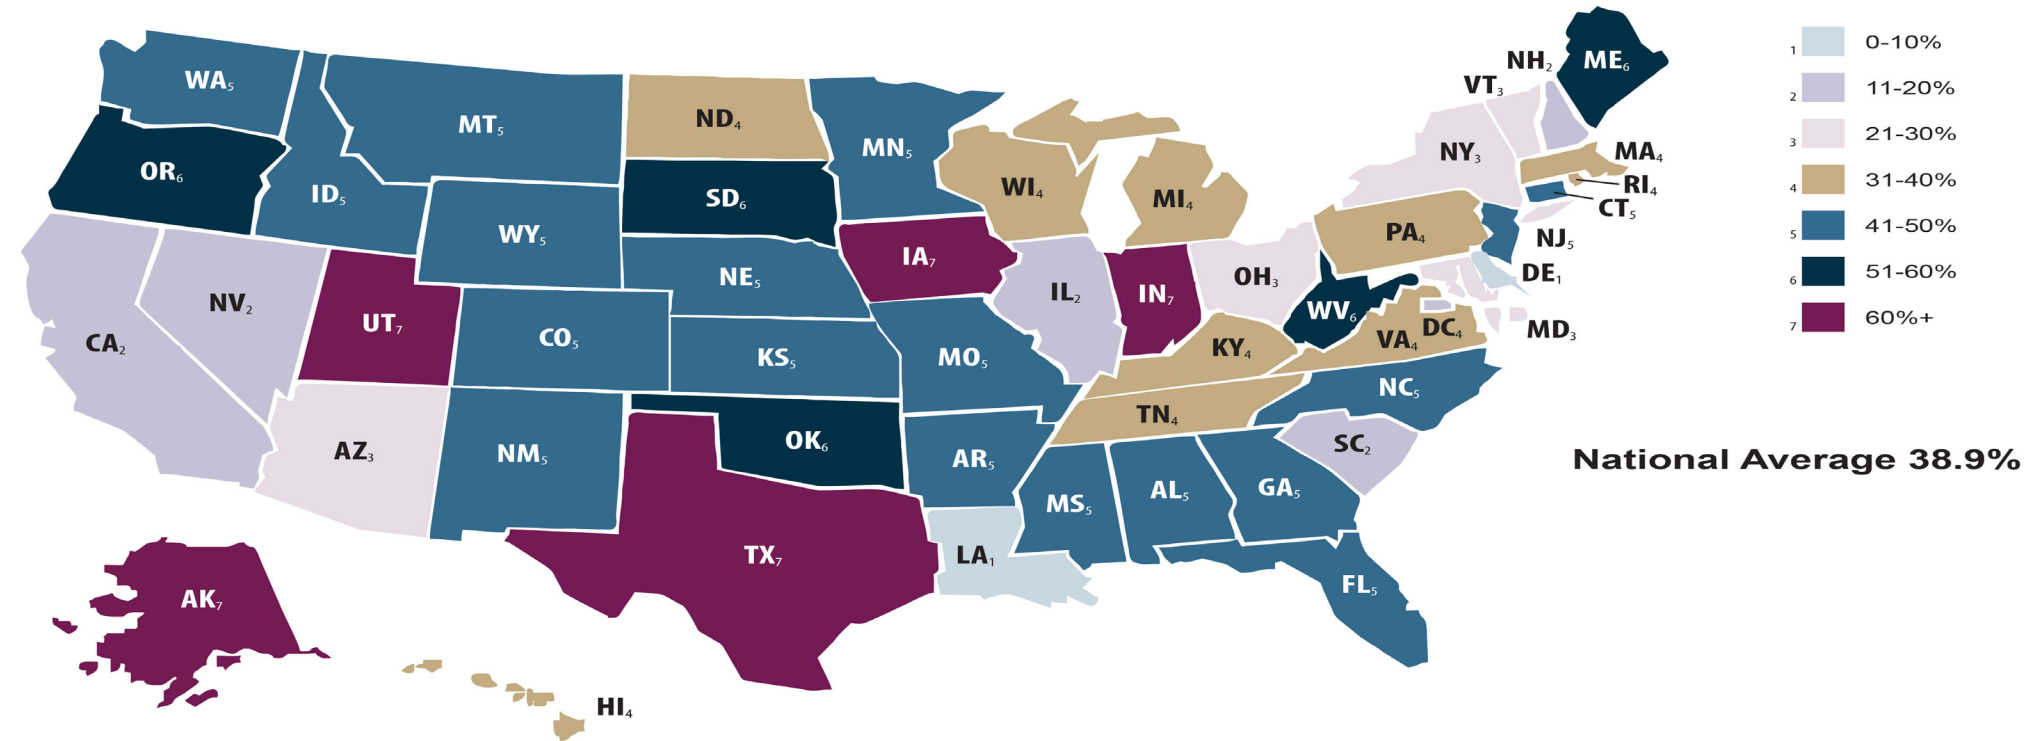 ME6
NH2
VT3
WA5
MT5
ND4
MN5
OR6
ID5
SD6
WI4
MI4
NY3
MA4
RI4
CT5
WY5
NE5
IA7
PA4
NJ5
DE1
NV2
UT7
CO5
KS5
MO5
IL2
IN7
OH3
WV6
VA4
DC4
MD3
CA2
KY4
NC5
TN4
AZ3
NM5
OK6
AR5
SC2
MS5
AL5
GA5
TX7
LA1
FL5
AK7
HI4
1 0-10%
2 11-20%
3 21-30%
4 31-40%
5 41-50%
6 51-60%
7 60%+
National Average 38.9%